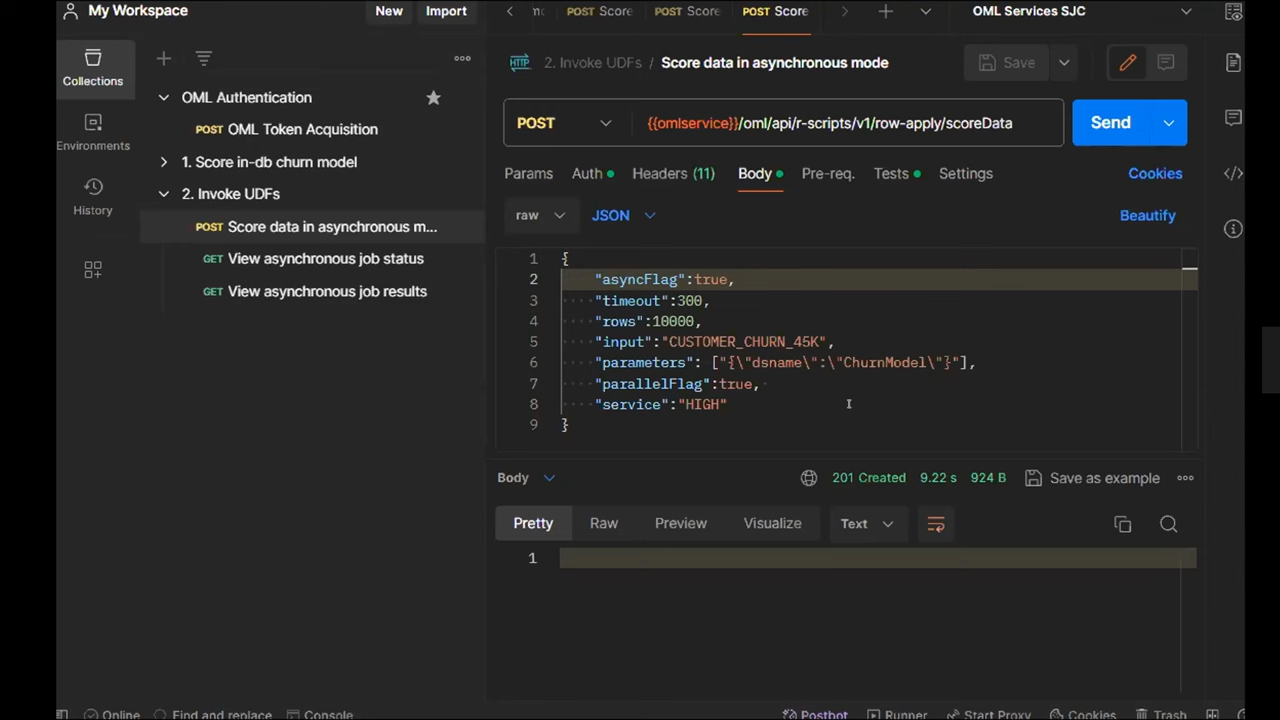 My Workspace
New
Import
POST Score
POST Score
POST Score
OML Services SJC
Collections
Environments
History
OML Authentication
POST OML Token Acquisition
1. Score in-db churn model
2. Invoke UDFs
POST Score data in asynchronous m...
GET View asynchronous job status
GET View asynchronous job results
HTTP 2. Invoke UDFs / Score data in asynchronous mode
Save
POST
{{omlservice}}/oml/api/r-scripts/v1/row-apply/scoreData
Send
Params Auth Headers (11) Body Pre-req. Tests Settings
Cookies
raw
JSON
Beautify
1 {
2 "asyncFlag":true,
3 "timeout":300,
4 "rows":10000,
5 "input":"CUSTOMER_CHURN_45K",
6 "parameters": ["{\"dsname\":\"ChurnModel\"}"],
7 "parallelFlag":true,
8 "service":"HIGH"
9 }
Body
201 Created 9.22 s 924 B
Save as example
Pretty Raw Preview Visualize
Text
1
Online Find and replace Console
Postbot Runner Start Proxy Cookies Trash